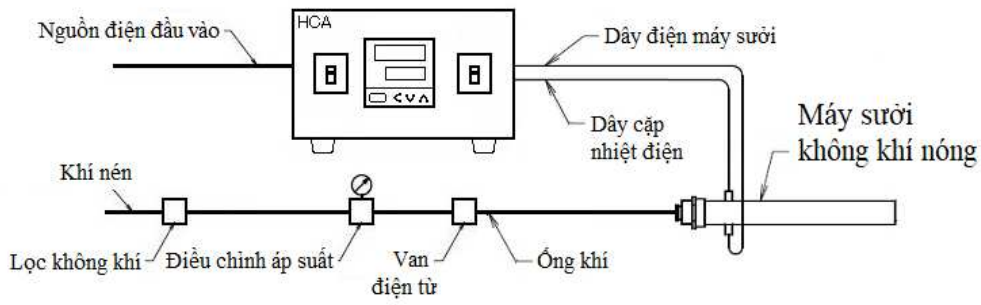 HCA
Nguồn điện đầu vào
Dây điện máy sưởi
Dây cặp
nhiệt điện
Máy sưởi
không khí nóng
Khí nén
Lọc không khí
Điều chỉnh áp suất
Van
điện từ
Ống khí